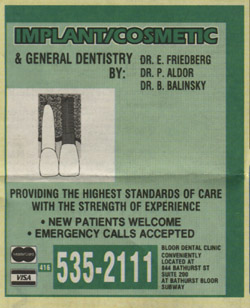 IMPLANT/COSMETIC
& GENERAL DENTISTRY DR. E. FRIEDBERG
BY: DR. P. ALDOR
DR. B. BALINSKY
PROVIDING THE HIGHEST STANDARDS OF CARE
WITH THE STRENGTH OF EXPERIENCE
• NEW PATIENTS WELCOME
• EMERGENCY CALLS ACCEPTED
VISA
416 535-2111
BLOOR DENTAL CLINIC
CONVENIENTLY
LOCATED AT
844 BATHURST ST
SUITE 200
AT BATHURST BLOOR
SUBWAY